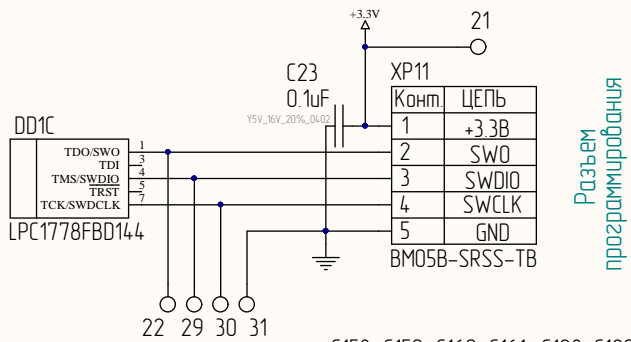 +3.3V
21
C23
0.1uF
Y5V_16V_20%_0402
XP11
Конт. ЦЕПЬ
1 +3.3В
2 SWO
3 SWDIO
4 SWCLK
5 GND
BM05B-SRSS-TB
Разъем
программирования
DD1C
TDO/SWO 1
TDI 3
TMS/SWDIO 4
TRST 5
TCK/SWDCLK 7
LPC1778FBD144
22 29 30 31